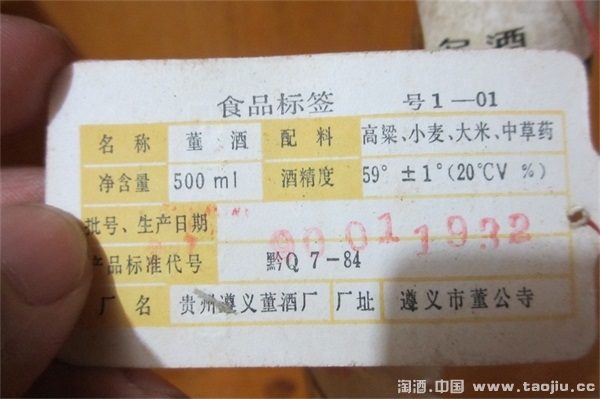 名酒
食品标签 号1—01
名称 董酒 配料 高粱、小麦、大米、中草药
净含量 500 ml 酒精度 59° ±1°(20℃V %)
批号、生产日期
产品标准代号 黔Q 7-84
厂名 贵州遵义董酒厂 厂址 遵义市董公寺
淘酒.中国 www.taojiu.cc